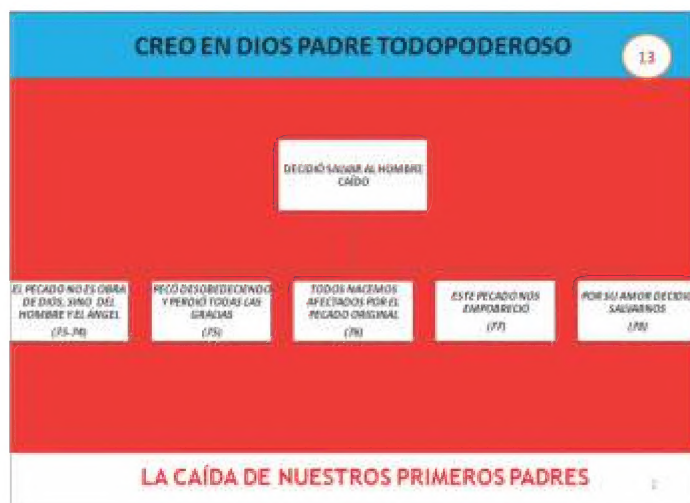 CREO EN DIOS PADRE TODOPODEROSO
13
DECIDIÓ SALVAR AL HOMBRE
CAÍDO
EL PECADO NO ES OBRA
DE DIOS, SINO DEL
HOMBRE Y EL ÁNGEL
(73-74)
PECÓ DESOBEDECIENDO
Y PERDIÓ TODAS LAS
GRACIAS
(75)
TODOS NACEMOS
AFECTADOS POR EL
PECADO ORIGINAL
(76)
ESTE PECADO NOS
EMPOBRECIÓ
(77)
POR SU AMOR DECIDIÓ
SALVARNOS
(78)
LA CAÍDA DE NUESTROS PRIMEROS PADRES